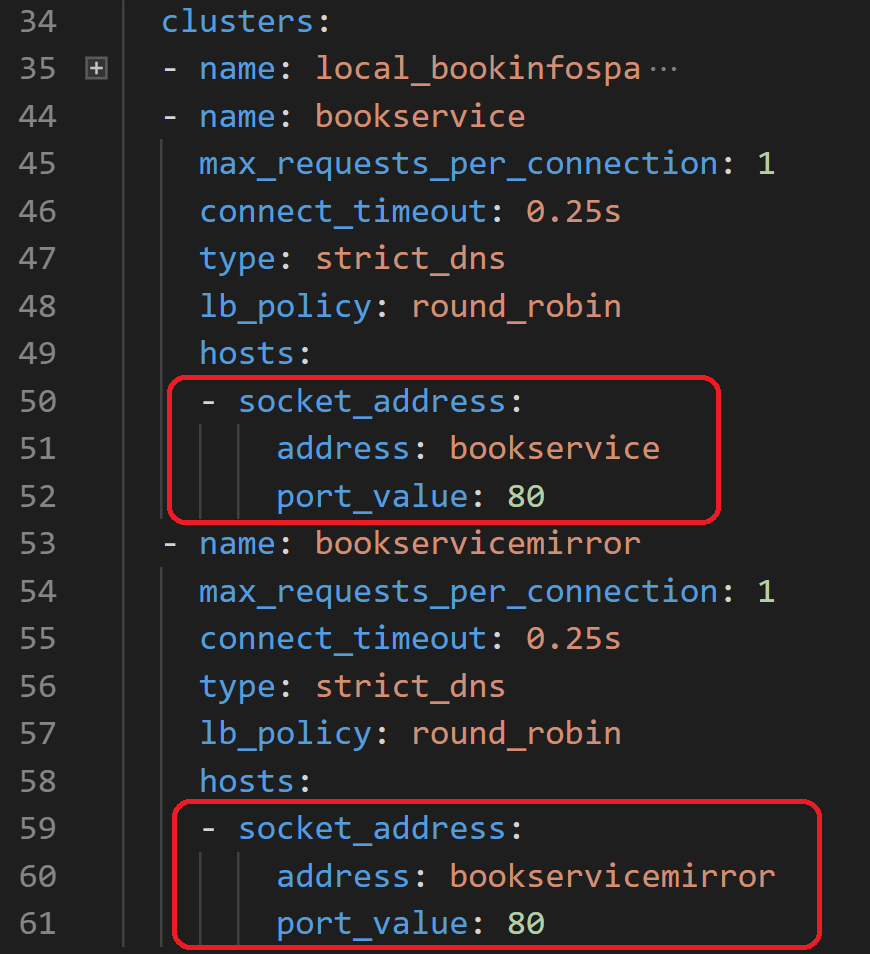 34 clusters:
35 + - name: local_bookinfospa ···
44 - name: bookservice
45 max_requests_per_connection: 1
46 connect_timeout: 0.25s
47 type: strict_dns
48 lb_policy: round_robin
49 hosts:
50 - socket_address:
51 address: bookservice
52 port_value: 80
53 - name: bookservicemirror
54 max_requests_per_connection: 1
55 connect_timeout: 0.25s
56 type: strict_dns
57 lb_policy: round_robin
58 hosts:
59 - socket_address:
60 address: bookservicemirror
61 port_value: 80